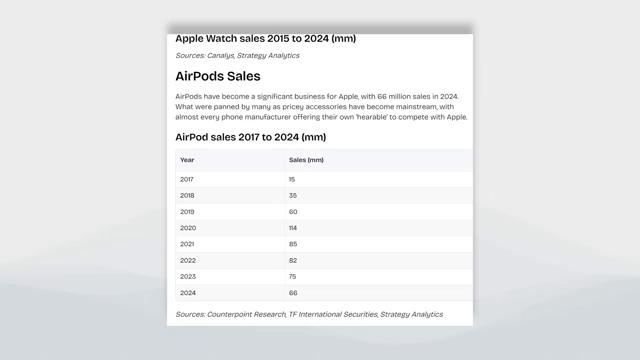 Apple Watch sales 2015 to 2024 (mm)
Sources: Canalys, Strategy Analytics
AirPods Sales
AirPods have become a significant business for Apple, with 66 million sales in 2024.
What were panned by many as pricey accessories have become mainstream, with
almost every phone manufacturer offering their own 'hearable' to compete with Apple.
AirPod sales 2017 to 2024 (mm)
Year Sales (mm)
2017 15
2018 35
2019 60
2020 114
2021 85
2022 82
2023 75
2024 66
Sources: Counterpoint Research, TF International Securities, Strategy Analytics